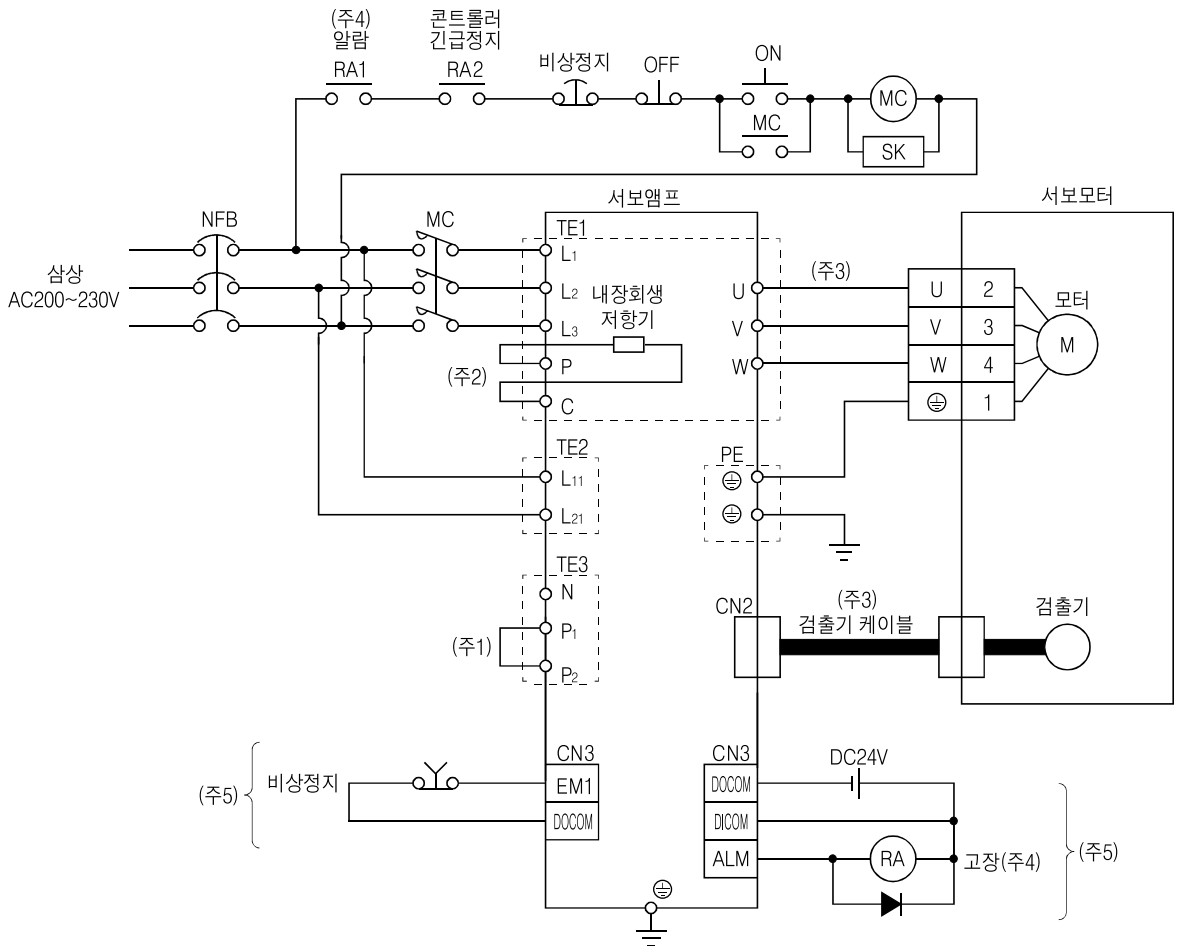 (주4)
알람
RA1
콘트롤러
긴급정지
RA2
비상정지
OFF
ON
MC
MC
SK
서보앰프
서보모터
NFB
MC
삼상
AC200~230V
TE1
L1
L2
L3
P
C
내장회생
저항기
(주2)
U
V
W
(주3)
U 2
V 3
W 4
1
모터
M
TE2
L11
L21
PE
TE3
N
P1
P2
(주1)
CN2
(주3)
검출기 케이블
검출기
(주5)
비상정지
CN3
EM1
DOCOM
CN3
DOCOM
DICOM
ALM
DC24V
RA
고장(주4)
(주5)